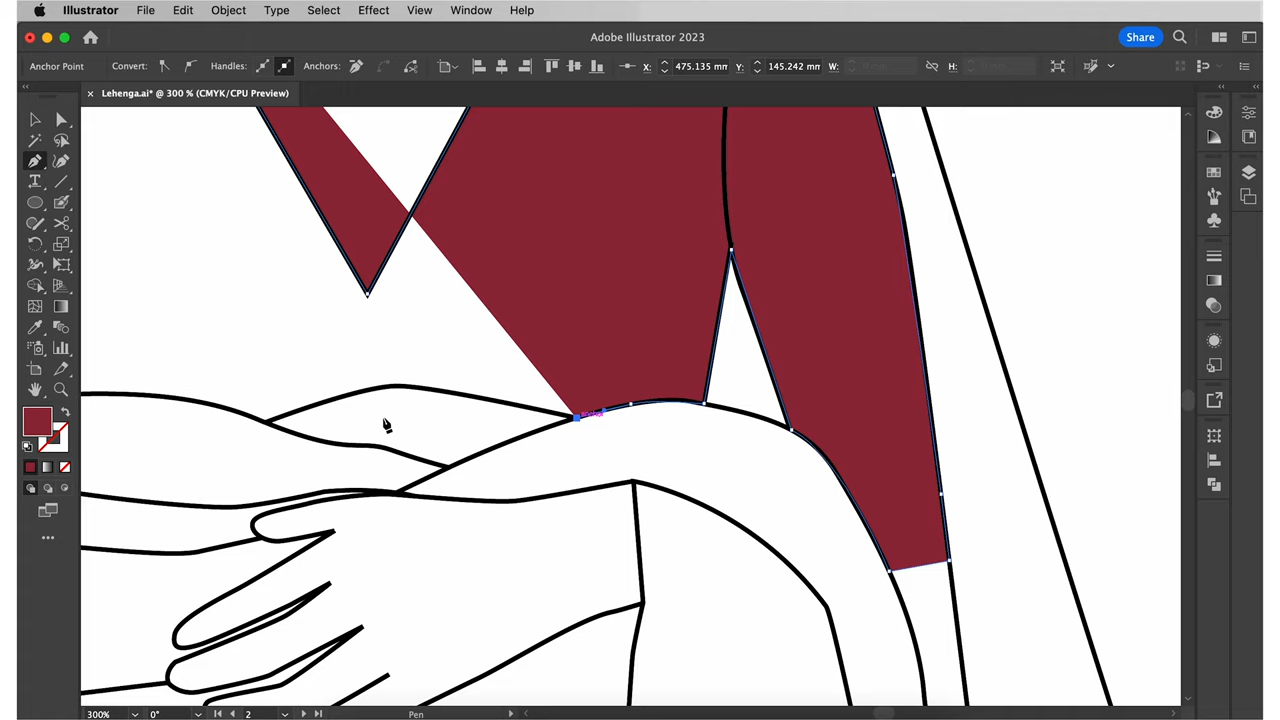 Illustrator File Edit Object Type Select Effect View Window Help
Adobe Illustrator 2023
Share
Anchor Point Convert: Handles: Anchors: X: 475.135 mm Y: 145.242 mm W: H:
× Lehenga.ai* @ 300 % (CMYK/CPU Preview)
300% 0° 2 Pen